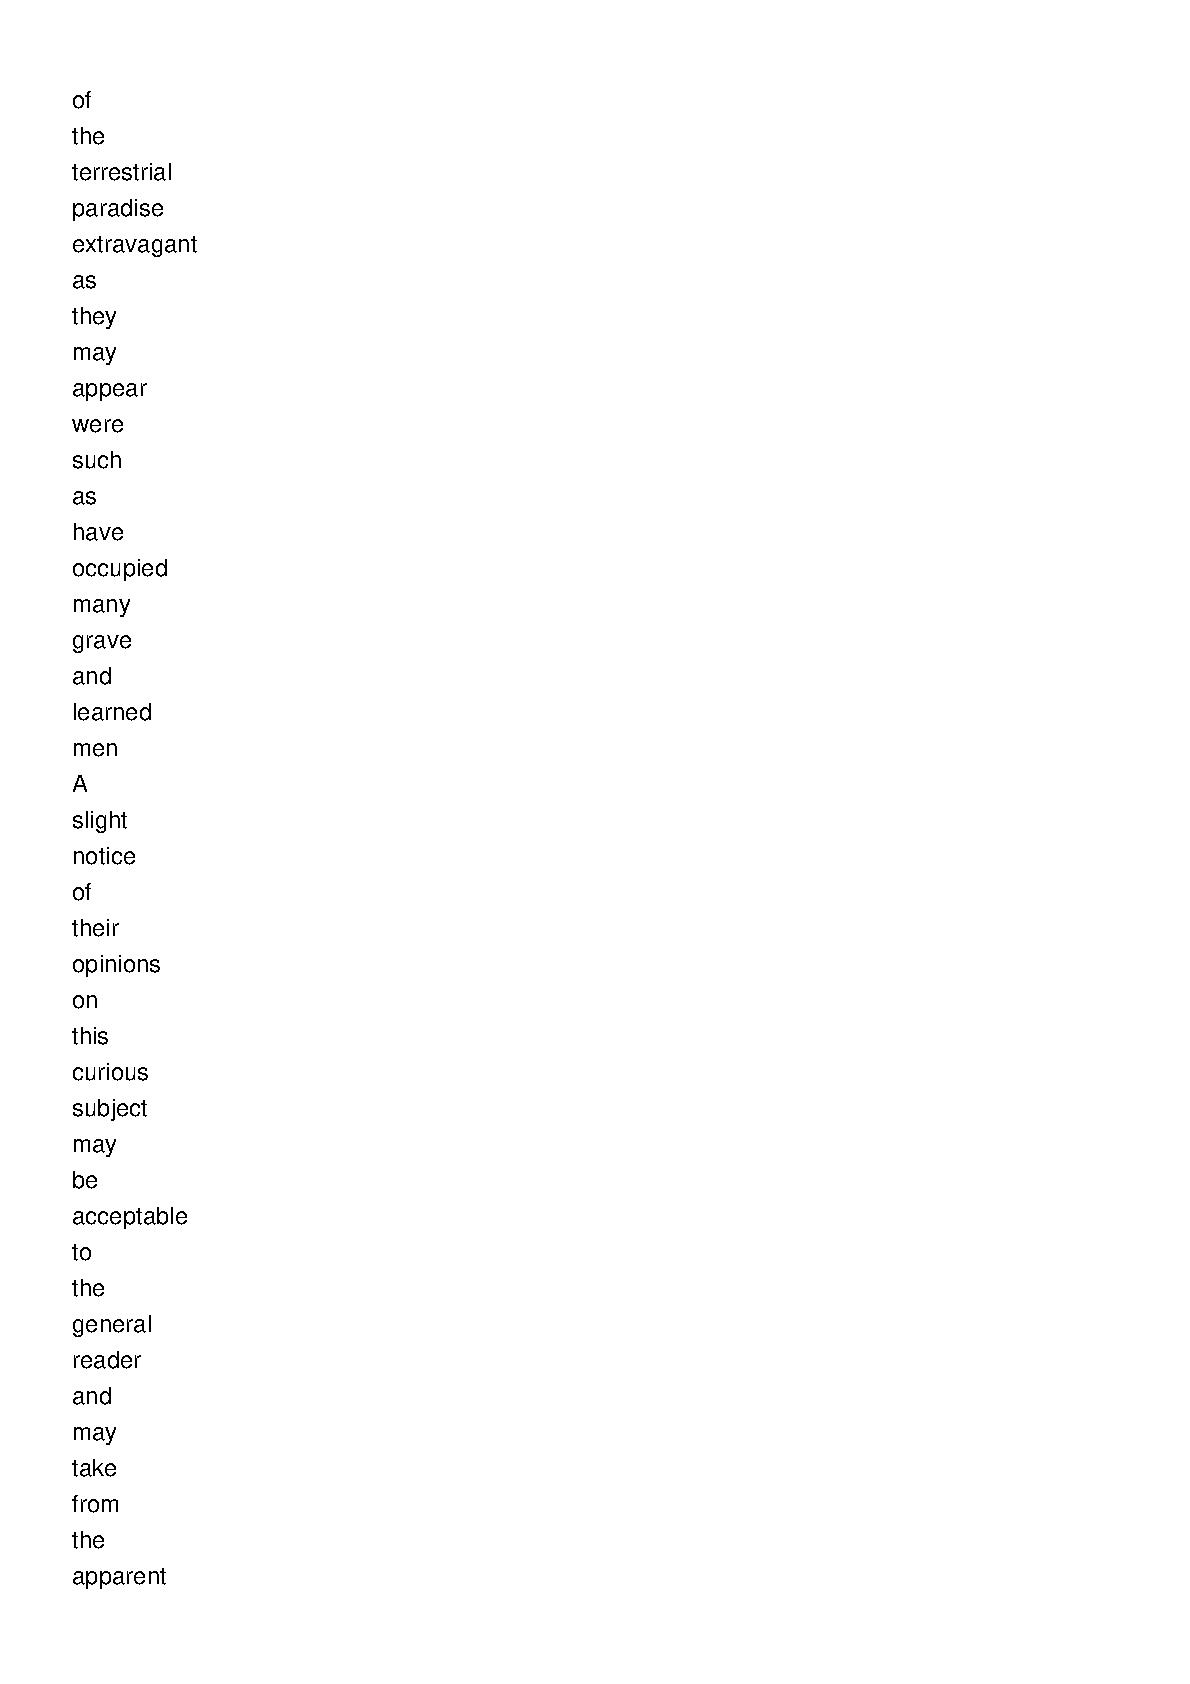 of
the
terrestrial
paradise
extravagant
as
they
may
appear
were
such
as
have
occupied
many
grave
and
learned
men
A
slight
notice
of
their
opinions
on
this
curious
subject
may
be
acceptable
to
the
general
reader
and
may
take
from
the
apparent